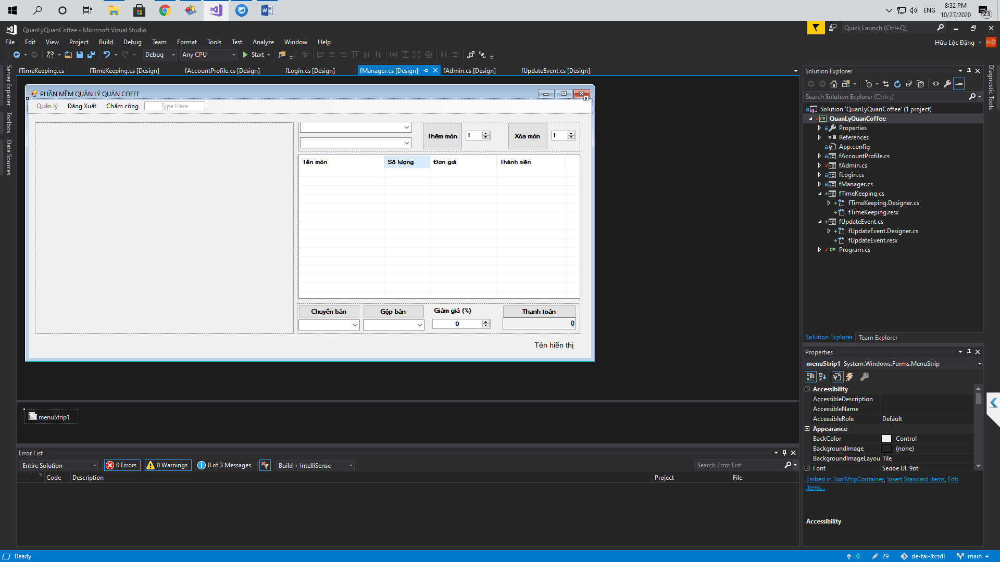 ENG
8:32 PM
10/27/2020
23
QuanLyQuanCoffee - Microsoft Visual Studio
Quick Launch (Ctrl+Q)
File Edit View Project Build Debug Team Format Tools Test Analyze Window Help
Hữu Lộc Đặng HĐ
Debug Any CPU Start
fTimeKeeping.cs fTimeKeeping.cs [Design] fAccountProfile.cs [Design] fLogin.cs [Design] fManager.cs [Design] fAdmin.cs [Design] fUpdateEvent.cs [Design]
Server Explorer
Toolbox
Data Sources
PHẦN MỀM QUẢN LÝ QUÁN COFFE
Quản lý Đăng Xuất Chấm công Type Here
Thêm món 1 Xóa món 1
Tên món Số lượng Đơn giá Thành tiền
Chuyển bàn Gộp bàn Giảm giá (%) Thanh toán
0 0
Tên hiển thị
menuStrip1
Error List
Entire Solution 0 Errors 0 Warnings 0 of 3 Messages Build + IntelliSense Search Error List
Code Description Project File
Solution Explorer
Search Solution Explorer (Ctrl+;)
Solution 'QuanLyQuanCoffee' (1 project)
C# QuanLyQuanCoffee
Properties
References
App.config
fAccountProfile.cs
fAdmin.cs
fLogin.cs
fManager.cs
fTimeKeeping.cs
fTimeKeeping.Designer.cs
fTimeKeeping.resx
fUpdateEvent.cs
fUpdateEvent.Designer.cs
fUpdateEvent.resx
C# Program.cs
Solution Explorer Team Explorer
Properties
menuStrip1 System.Windows.Forms.MenuStrip
Accessibility
AccessibleDescription
AccessibleName
AccessibleRole Default
Appearance
BackColor Control
BackgroundImage (none)
BackgroundImageLayou Tile
Font Segoe UI, 9pt
Embed in ToolStripContainer, Insert Standard Items, Edit
Items...
Accessibility
Diagnostic Tools
Ready 0 29 de-tai-ltcsdl main